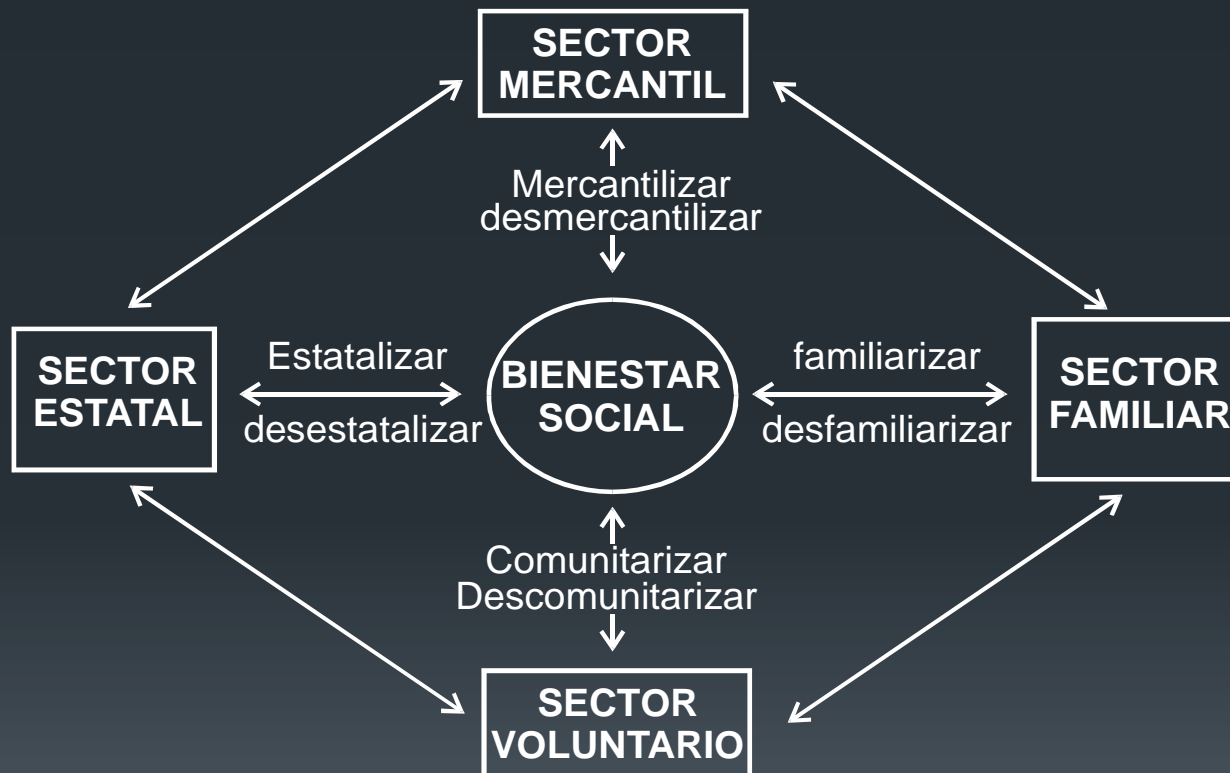 SECTOR
MERCANTIL
Mercantilizar
desmercantilizar
SECTOR
ESTATAL
Estatalizar
desestatalizar
BIENESTAR
SOCIAL
familiarizar
desfamiliarizar
SECTOR
FAMILIAR
Comunitarizar
Descomunitarizar
SECTOR
VOLUNTARIO